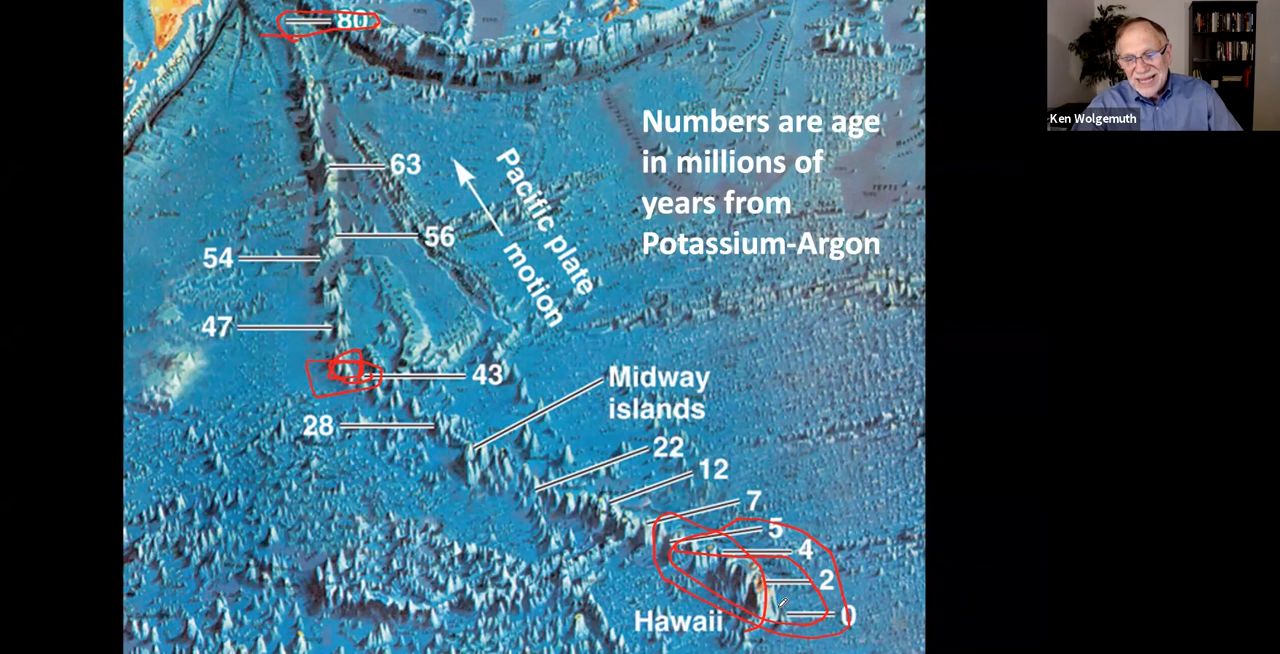 80
Ken Wolgemuth
Numbers are age
in millions of
years from
Potassium-Argon
63
Pacific plate
motion
56
54
47
43
Midway
islands
28
22
12
7
5
4
2
0
Hawaii